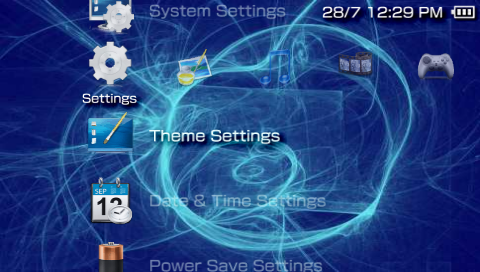 System Settings
28/7 12:29 PM
Settings
Theme Settings
SEP
12
Date & Time Settings
Power Save Settings